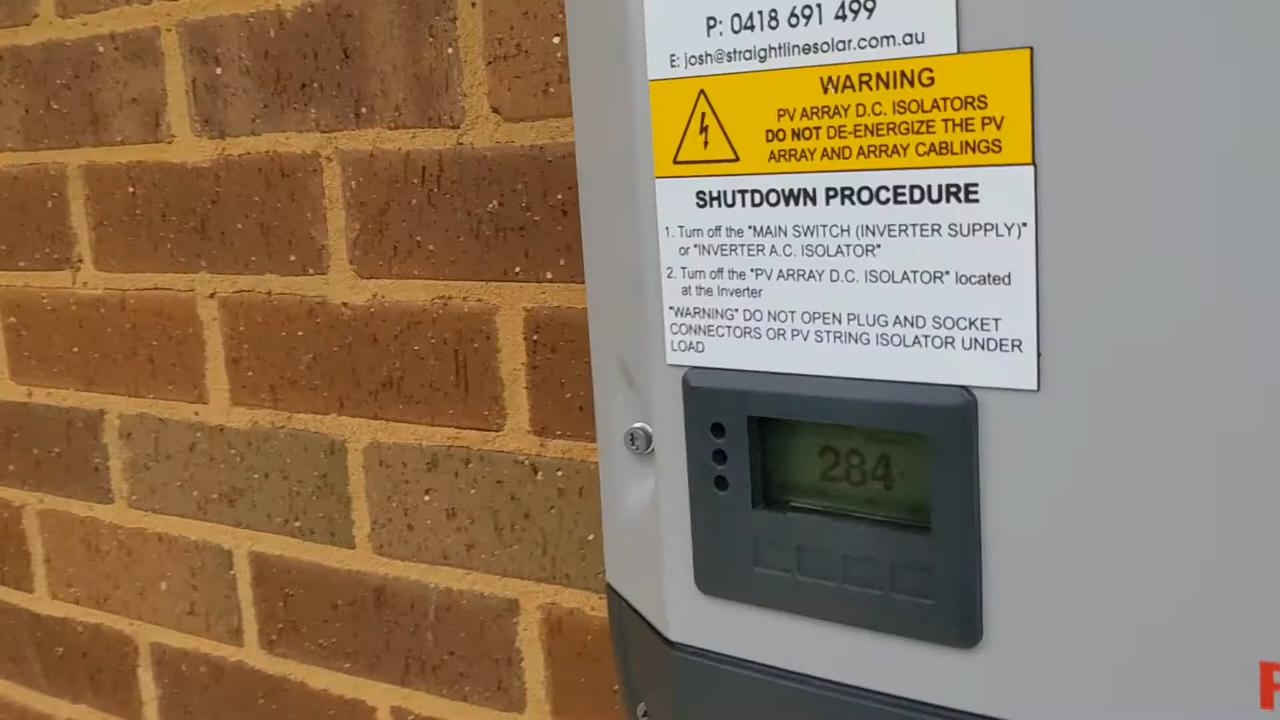 P: 0418 691 499
E: josh@straightlinesolar.com.au
WARNING
PV ARRAY D.C. ISOLATORS
DO NOT DE-ENERGIZE THE PV
ARRAY AND ARRAY CABLINGS
SHUTDOWN PROCEDURE
1. Turn off the "MAIN SWITCH (INVERTER SUPPLY)"
or "INVERTER A.C. ISOLATOR"
2. Turn off the "PV ARRAY D.C. ISOLATOR" located
at the Inverter
"WARNING" DO NOT OPEN PLUG AND SOCKET
CONNECTORS OR PV STRING ISOLATOR UNDER
LOAD
284